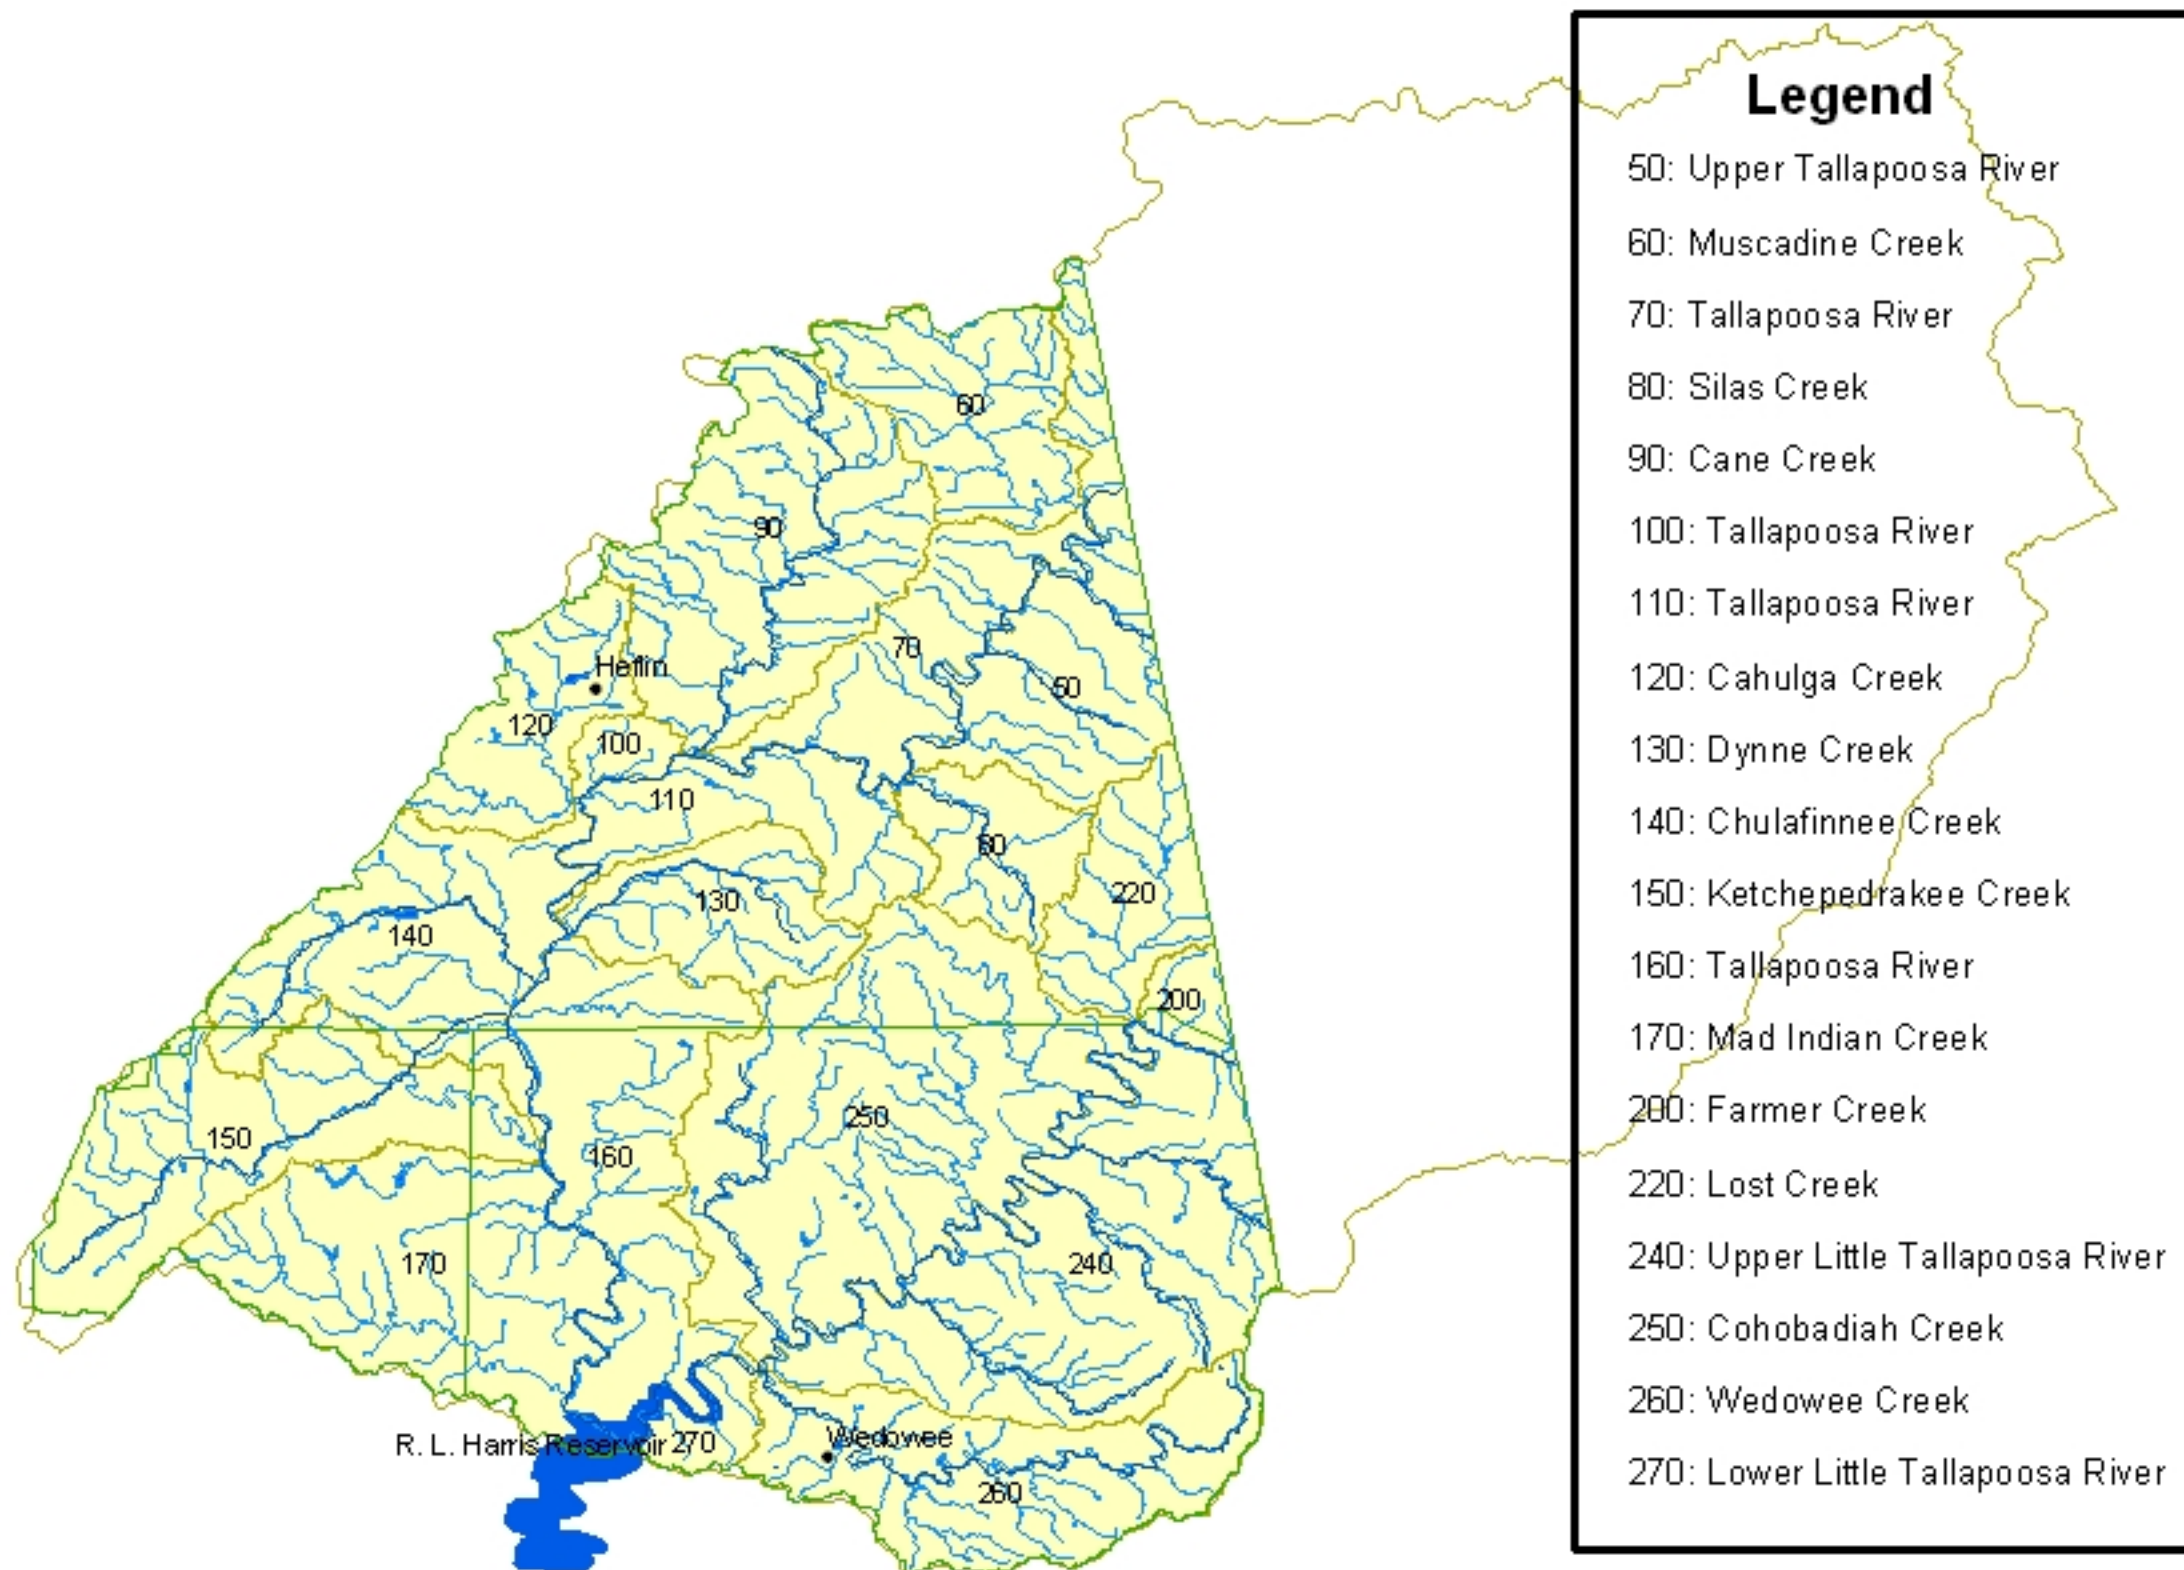 Legend
50: Upper Tallapoosa River
60: Muscadine Creek
70: Tallapoosa River
80: Silas Creek
90: Cane Creek
100: Tallapoosa River
110: Tallapoosa River
120: Cahulga Creek
130: Dynne Creek
140: Chulafinnee Creek
150: Ketchepedrakee Creek
160: Tallapoosa River
170: Mad Indian Creek
200: Farmer Creek
220: Lost Creek
240: Upper Little Tallapoosa River
250: Cohobadiah Creek
260: Wedowee Creek
270: Lower Little Tallapoosa River
60
90
70
Heflin
50
120
100
110
80
130
220
140
200
250
150
160
170
240
Wedowee
R. L. Harris Reservoir 270
260